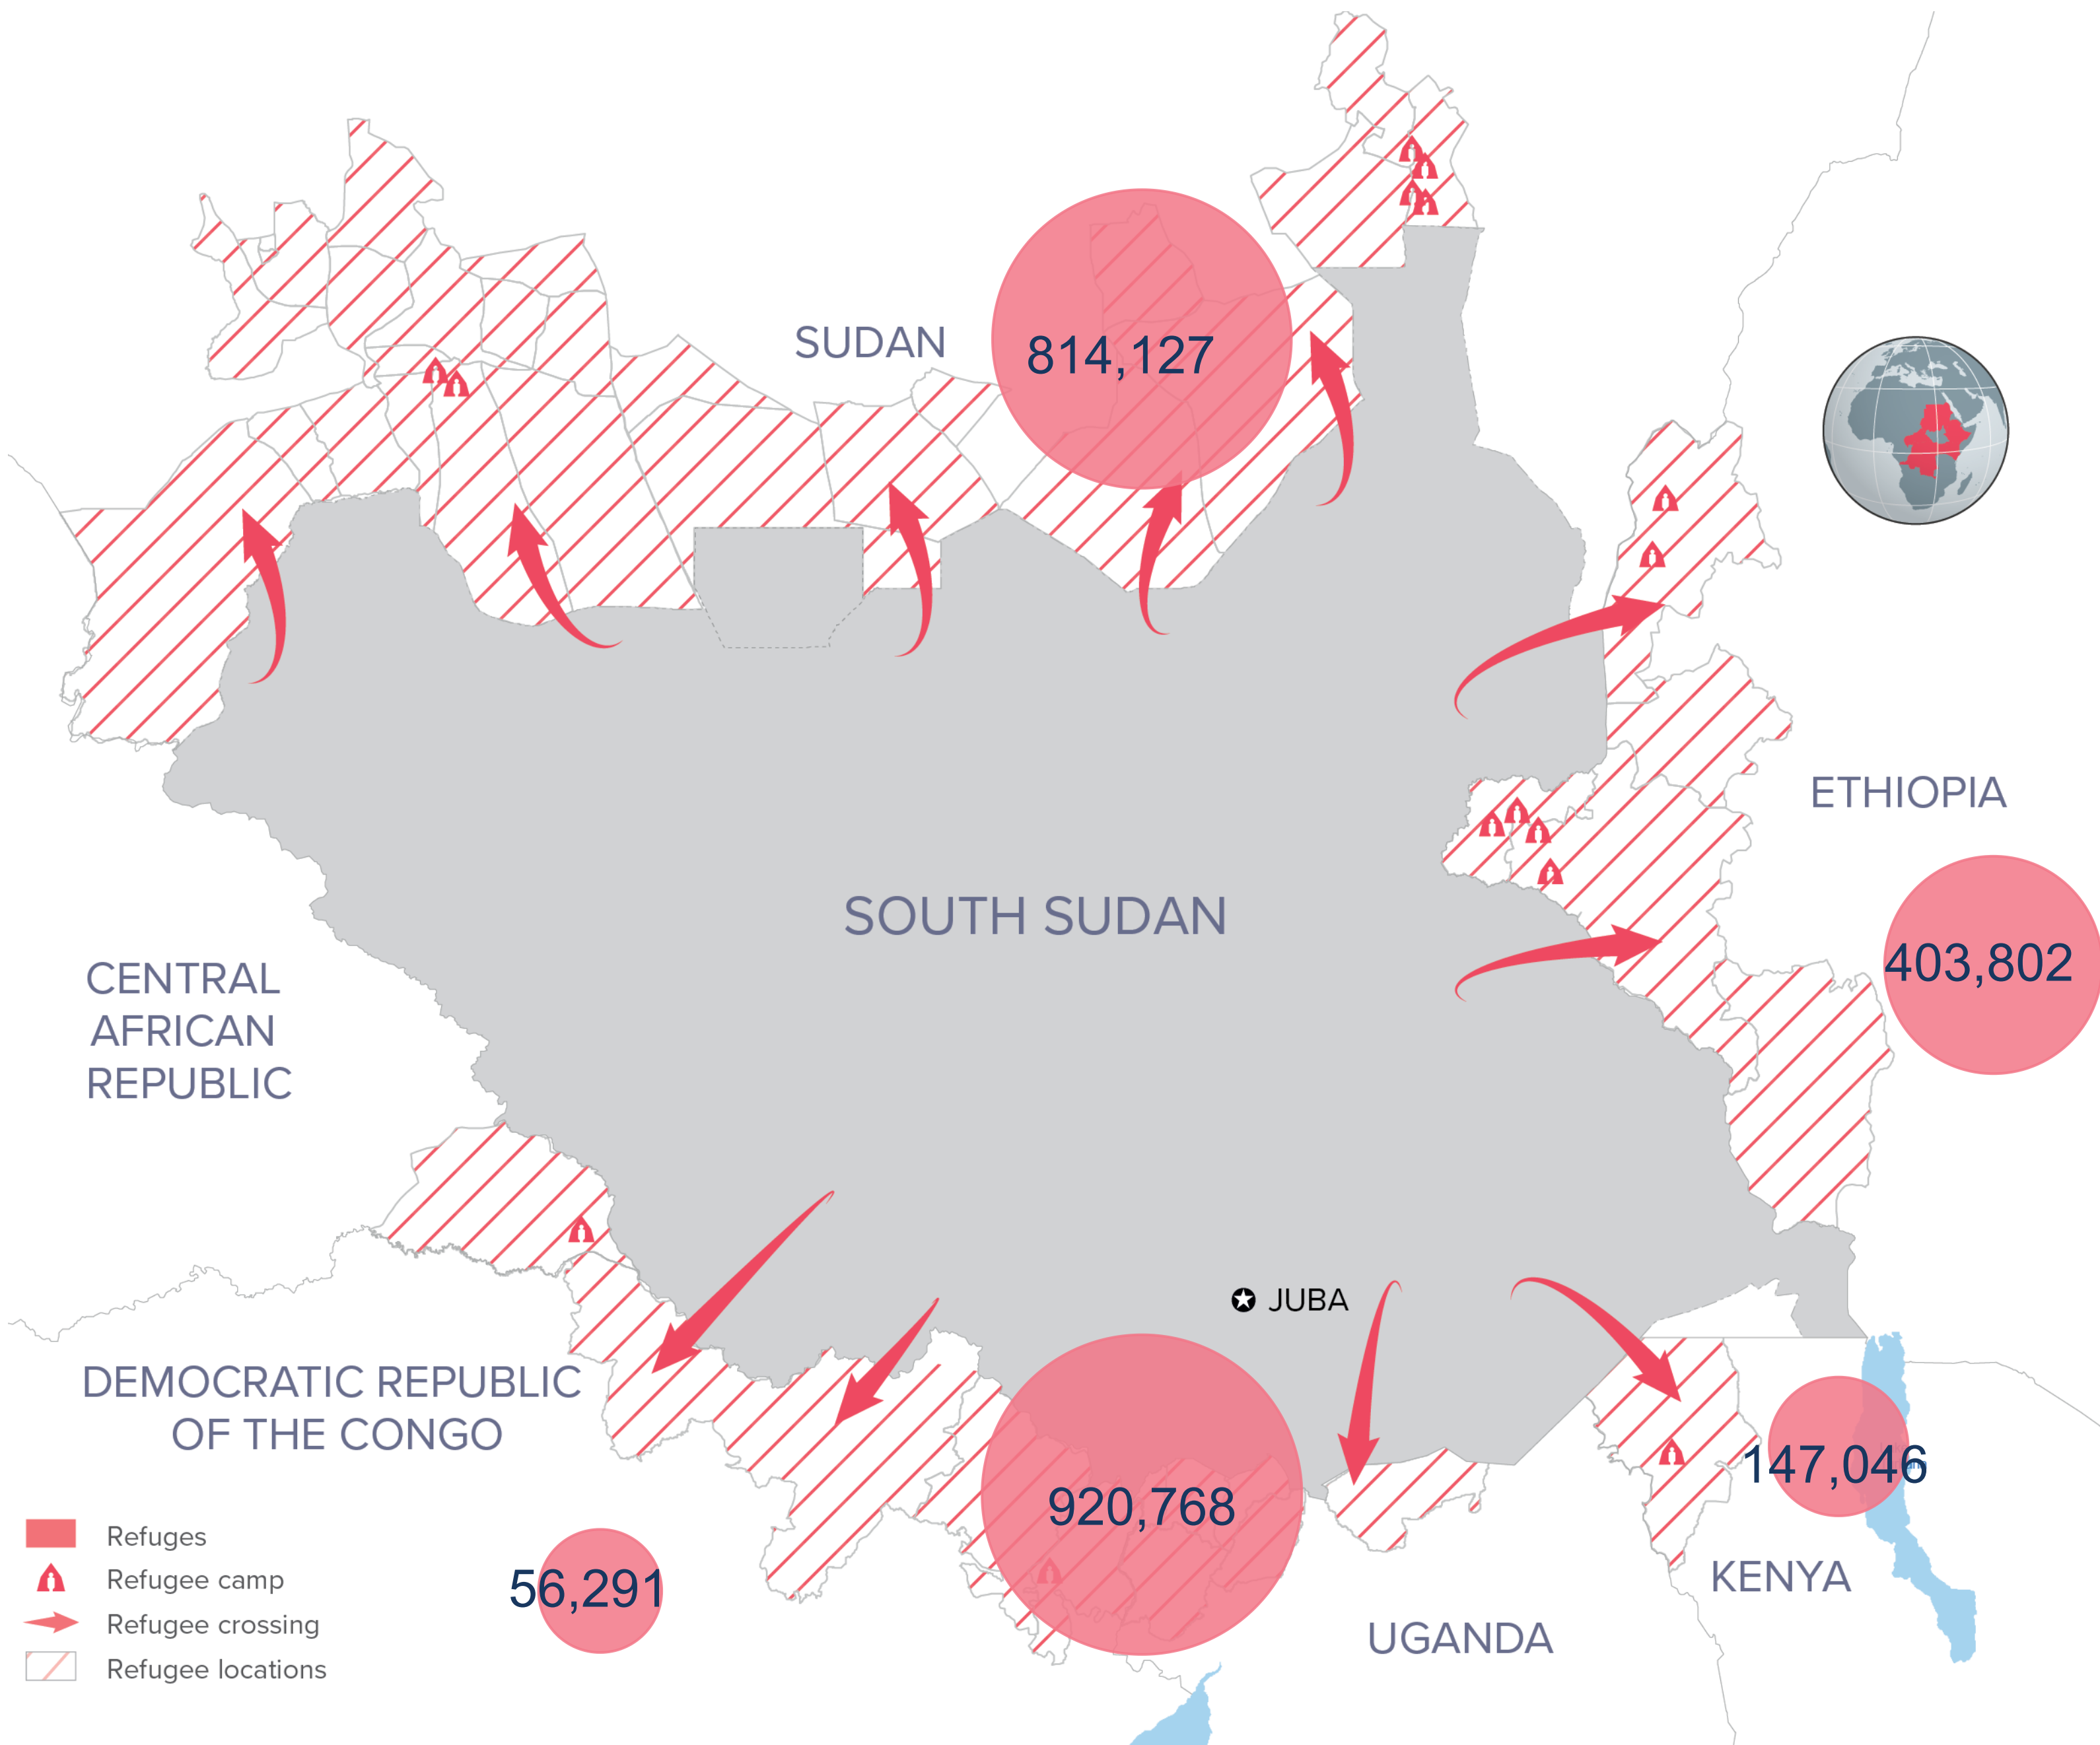 SUDAN
814,127
ETHIOPIA
SOUTH SUDAN
403,802
CENTRAL
AFRICAN
REPUBLIC
JUBA
DEMOCRATIC REPUBLIC
OF THE CONGO
147,046
920,768
KENYA
56,291
UGANDA
Refuges
Refugee camp
Refugee crossing
Refugee locations